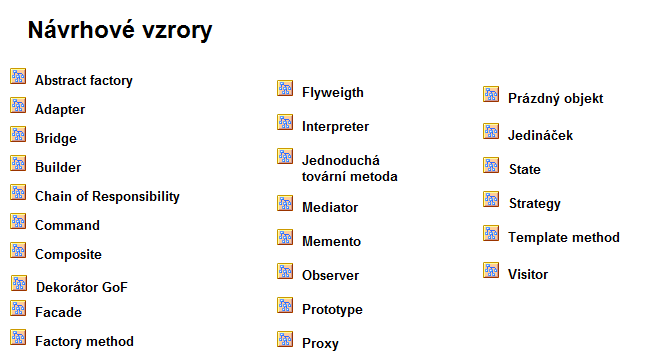 Návrhové vzrory
Abstract factory
Adapter
Bridge
Builder
Chain of Responsibility
Command
Composite
Dekorátor GoF
Facade
Factory method
Flyweigth
Interpreter
Jednoduchá
tovární metoda
Mediator
Memento
Observer
Prototype
Proxy
Prázdný objekt
Jedináček
State
Strategy
Template method
Visitor